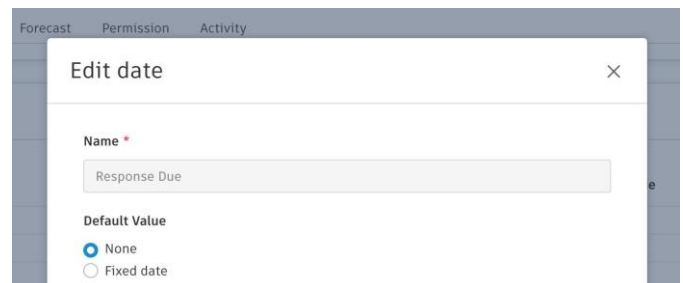 Forecast Permission Activity
Edit date
Name *
e
Response Due
Default Value
None
Fixed date